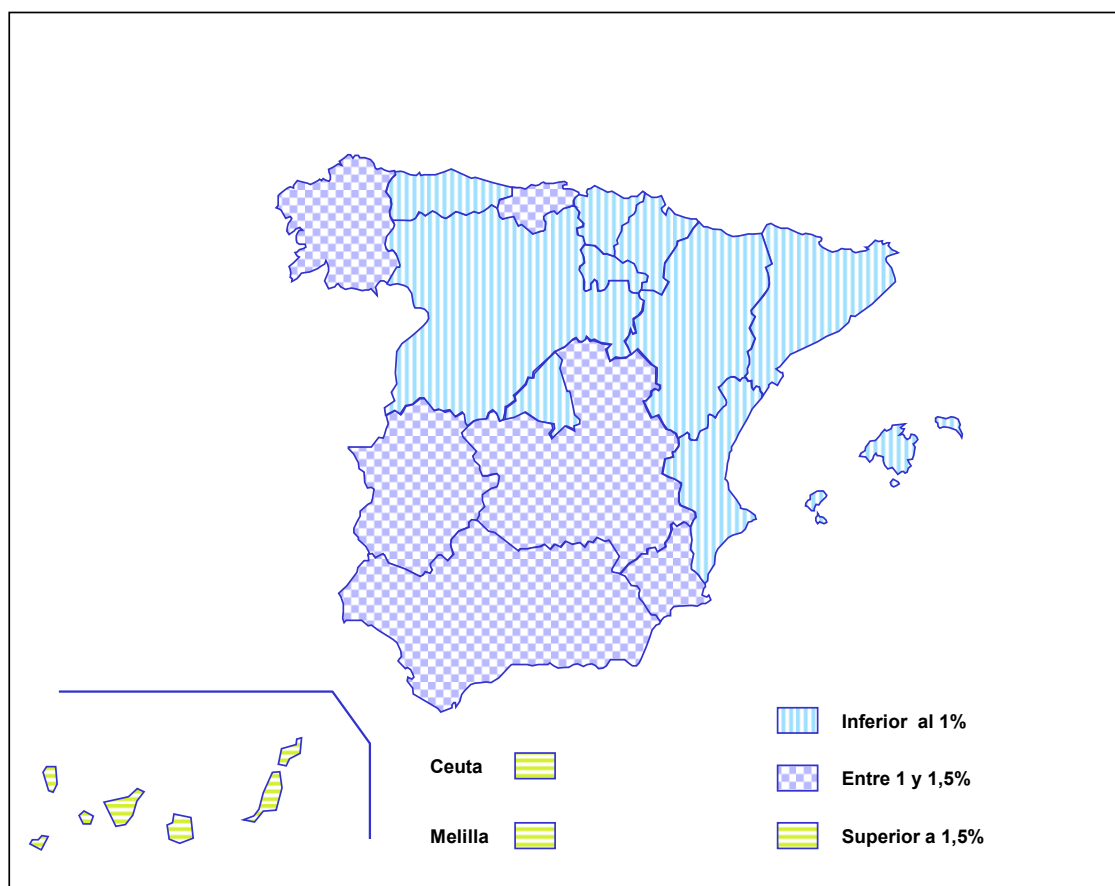 Ceuta
Melilla
Inferior al 1%
Entre 1 y 1,5%
Superior a 1,5%